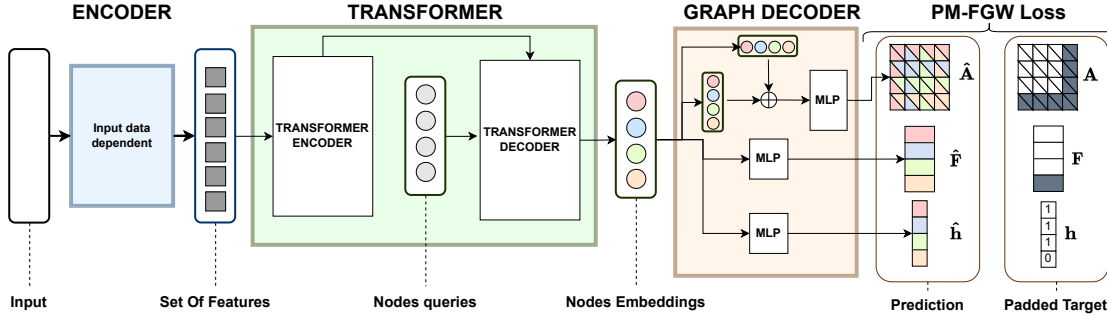 ENCODER
TRANSFORMER
GRAPH DECODER
PM-FGW Loss
Input data
dependent
TRANSFORMER
ENCODER
TRANSFORMER
DECODER
MLP
MLP
MLP
Â
A
F̂
F
ĥ
1
1
1
0
h
Input
Set Of Features
Nodes queries
Nodes Embeddings
Prediction
Padded Target